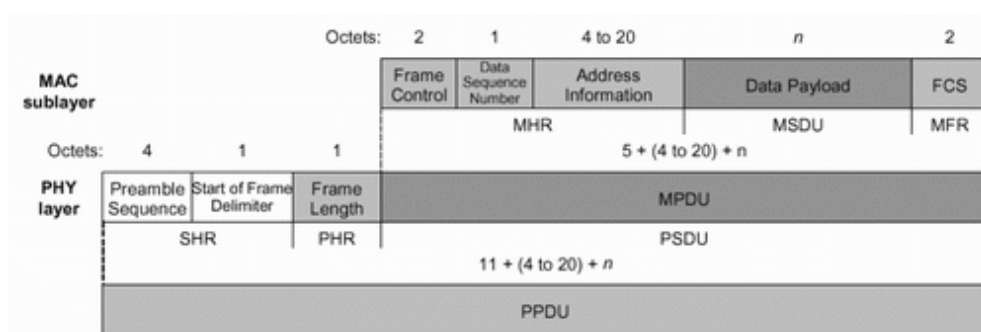 Octets: 2 1 4 to 20 n 2
MAC sublayer
Frame Control
Data Sequence Number
Address Information
Data Payload
FCS
MHR MSDU MFR
Octets: 4 1 1 5 + (4 to 20) + n
PHY layer
Preamble Sequence
Start of Frame Delimiter
Frame Length
MPDU
SHR PHR PSDU
11 + (4 to 20) + n
PPDU